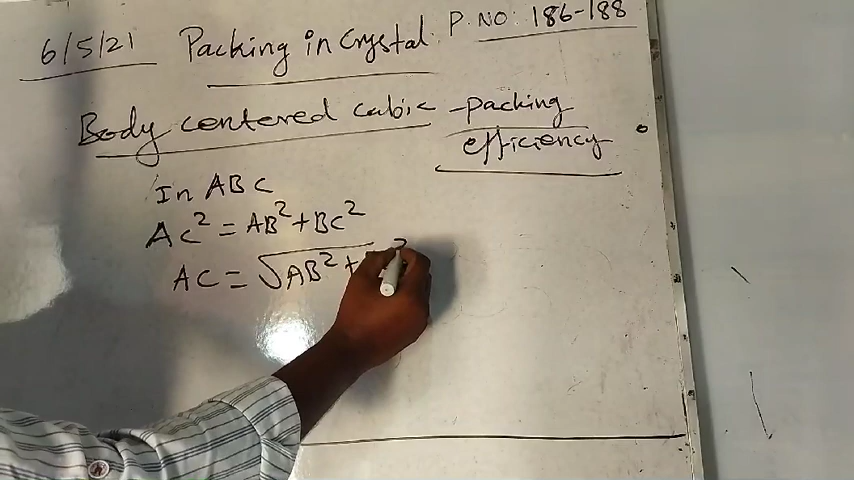 6/5/21 Packing in Crystal P. NO: 186-188
Body centered cubic - packing
efficiency
In ABC
AC² = AB² + BC²
AC = √AB² +